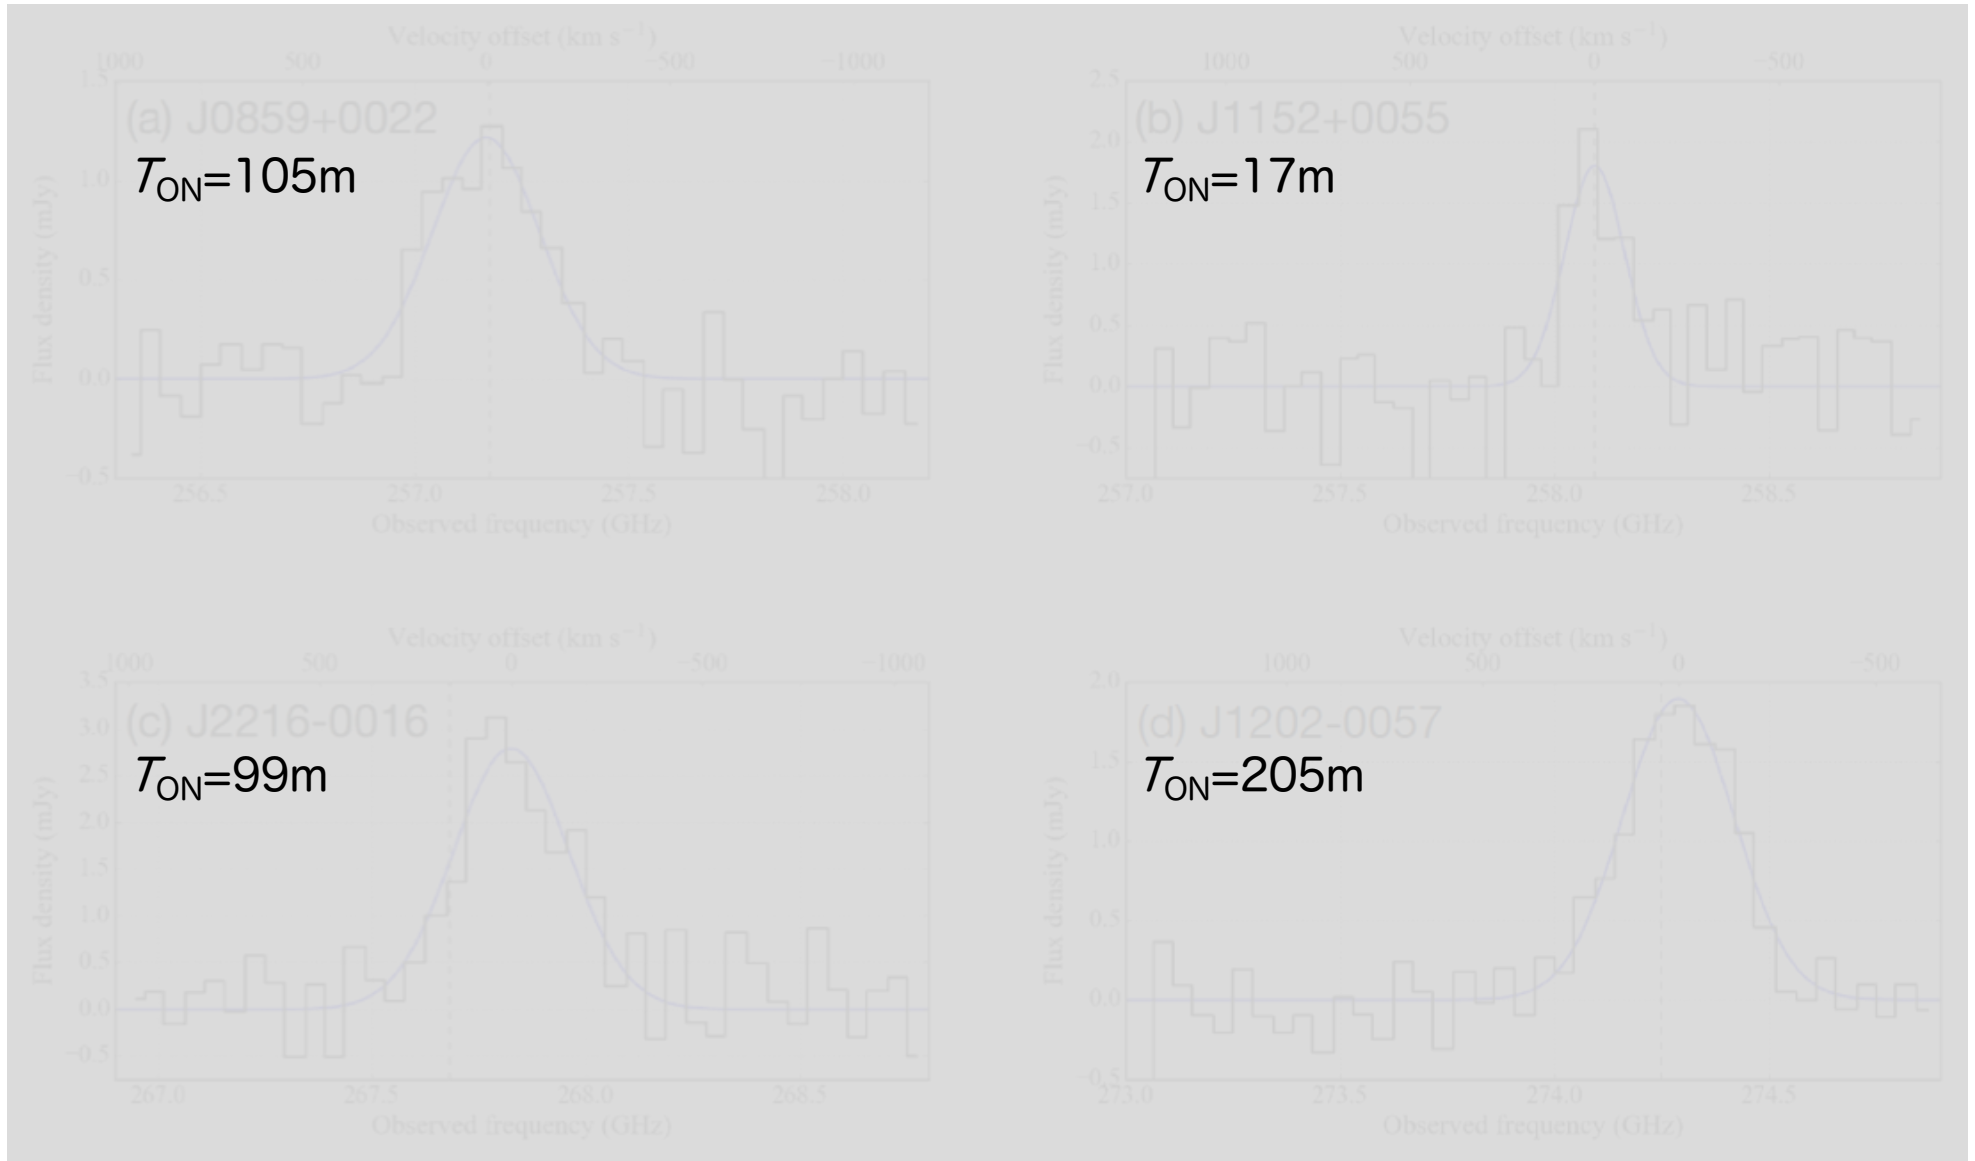 Velocity offset (km s⁻¹)
1000 500 0 −500 −1000
(a) J0859+0022
T_ON=105m
1.5
1.0
0.5
0.0
−0.5
Flux density (mJy)
256.5 257.0 257.5 258.0
Observed frequency (GHz)
Velocity offset (km s⁻¹)
1000 500 0 −500
(b) J1152+0055
T_ON=17m
2.5
2.0
1.5
1.0
0.5
0.0
−0.5
Flux density (mJy)
257.0 257.5 258.0 258.5
Observed frequency (GHz)
Velocity offset (km s⁻¹)
1000 500 0 −500 −1000
(c) J2216-0016
T_ON=99m
3.5
3.0
2.5
2.0
1.5
1.0
0.5
0.0
−0.5
Flux density (mJy)
267.0 267.5 268.0 268.5
Observed frequency (GHz)
Velocity offset (km s⁻¹)
1000 500 0 −500
(d) J1202-0057
T_ON=205m
2.0
1.5
1.0
0.5
0.0
−0.5
Flux density (mJy)
273.0 273.5 274.0 274.5
Observed frequency (GHz)